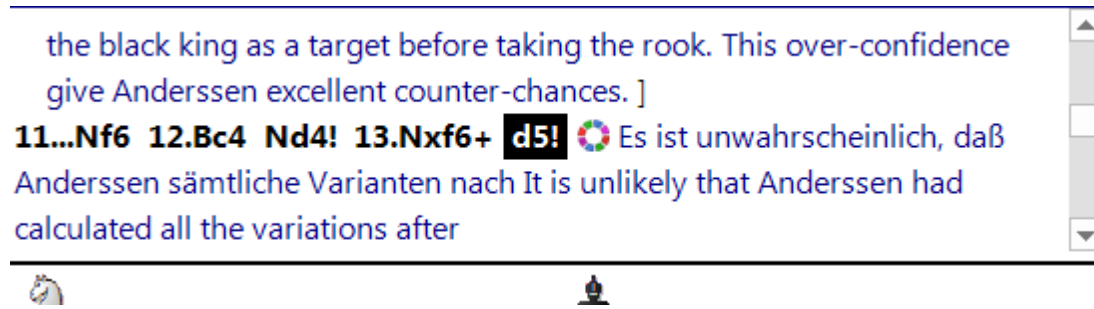 the black king as a target before taking the rook. This over-confidence
give Anderssen excellent counter-chances. ]
11...Nf6 12.Bc4 Nd4! 13.Nxf6+ d5! Es ist unwahrscheinlich, daß
Anderssen sämtliche Varianten nach It is unlikely that Anderssen had
calculated all the variations after